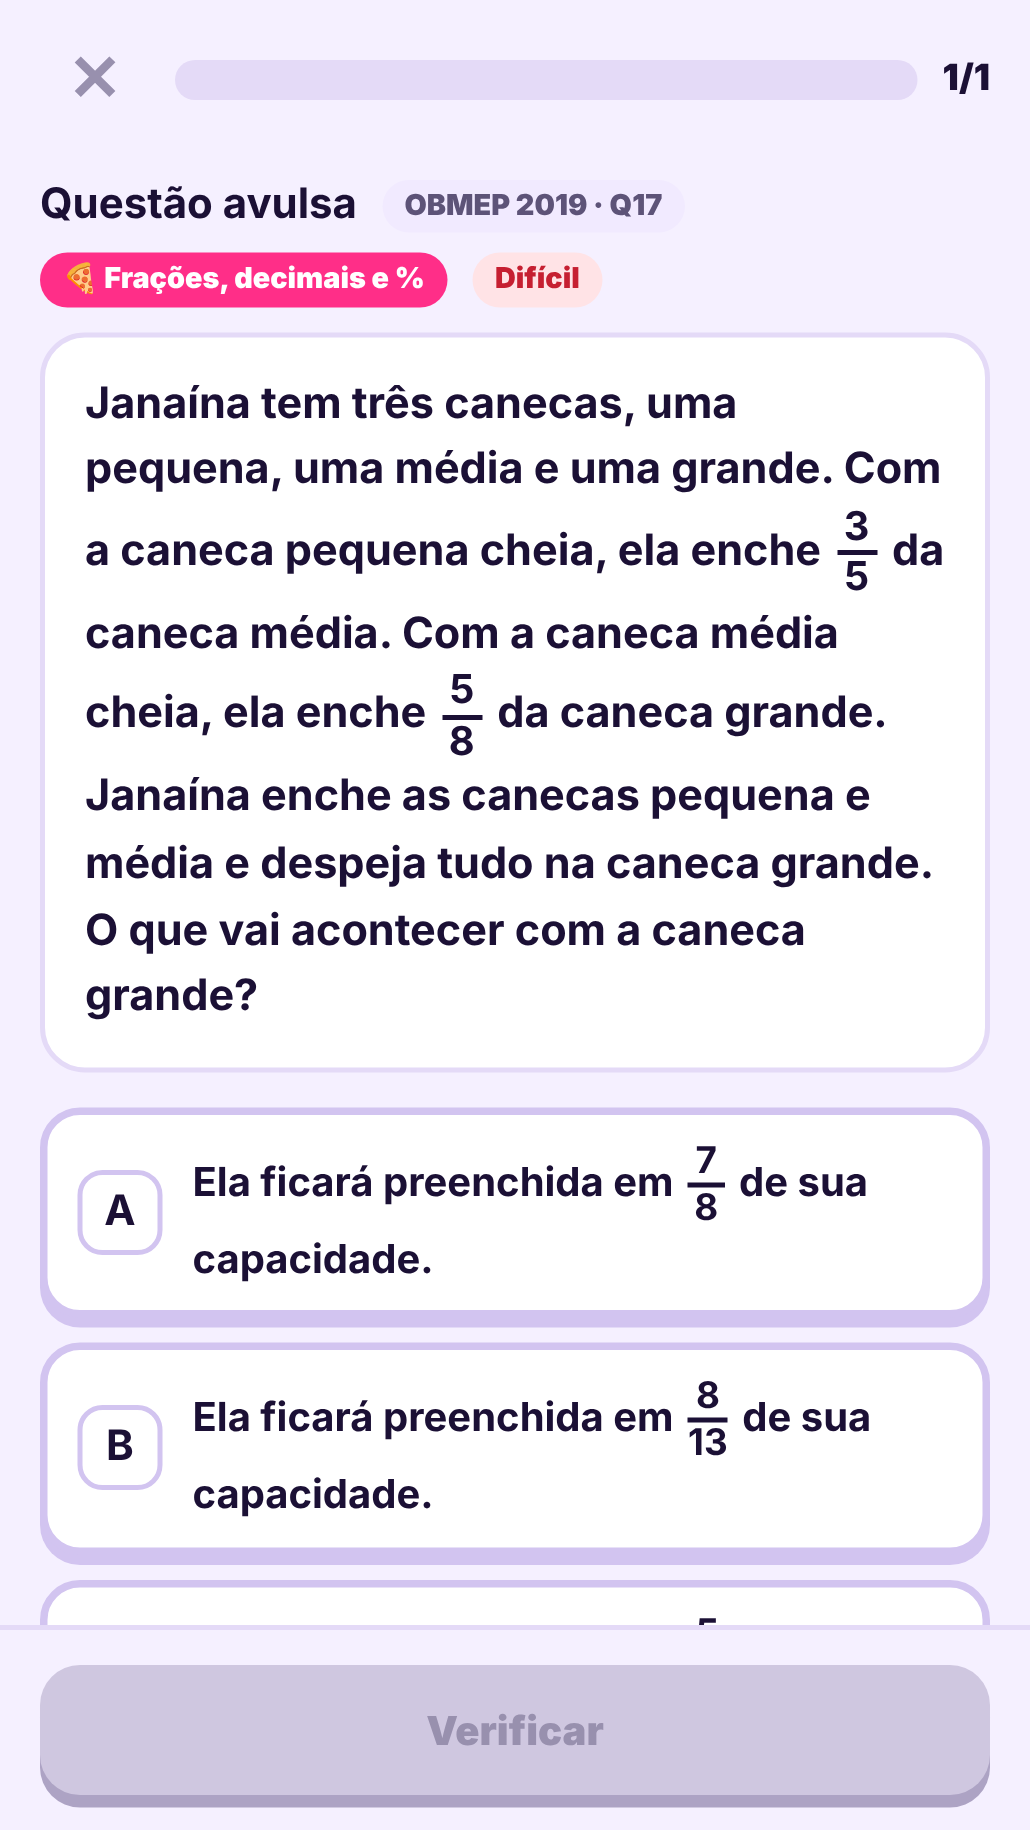 1/1
Questão avulsa OBMEP 2019 · Q17
🍕 Frações, decimais e % Difícil
Janaína tem três canecas, uma
pequena, uma média e uma grande. Com
a caneca pequena cheia, ela enche 3/5 da
caneca média. Com a caneca média
cheia, ela enche 5/8 da caneca grande.
Janaína enche as canecas pequena e
média e despeja tudo na caneca grande.
O que vai acontecer com a caneca
grande?
A Ela ficará preenchida em 7/8 de sua
capacidade.
B Ela ficará preenchida em 8/13 de sua
capacidade.
Verificar